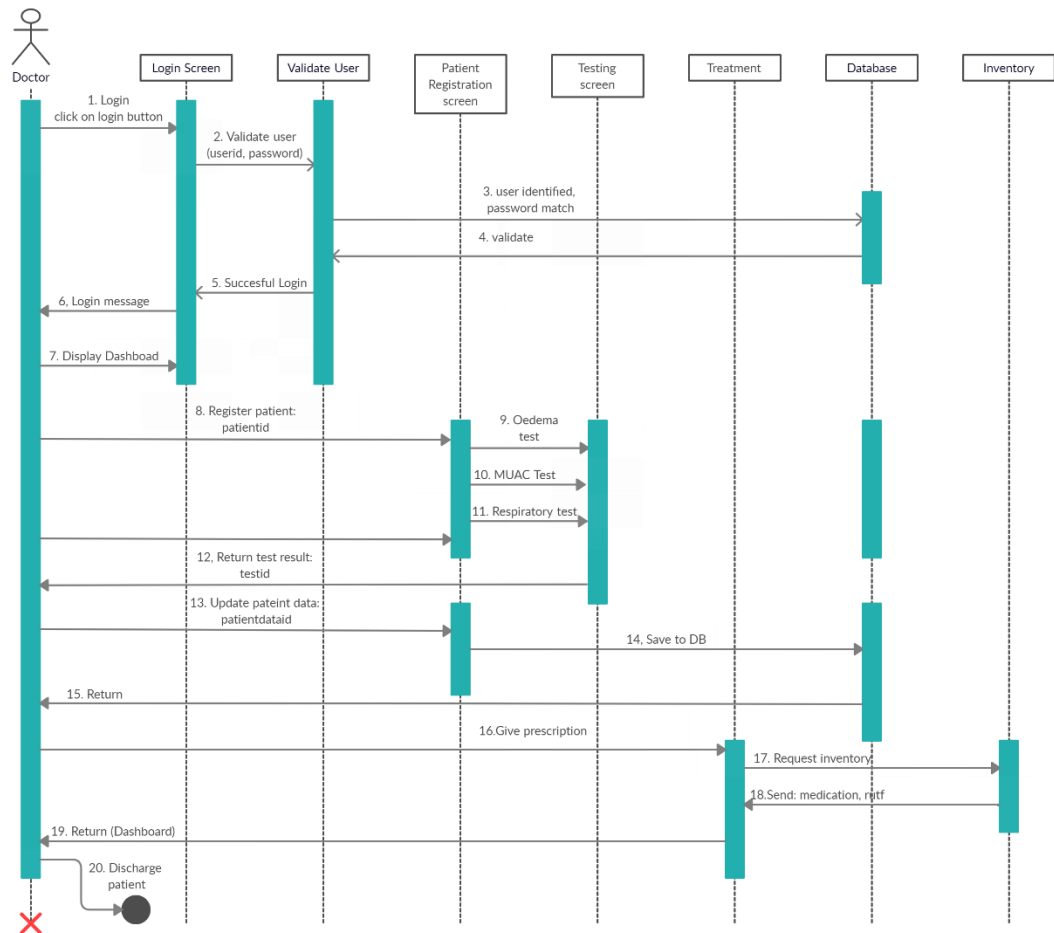 Doctor
Login Screen
Validate User
Patient
Registration
screen
Testing
screen
Treatment
Database
Inventory
1. Login
click on login button
2. Validate user
(userid, password)
3. user identified,
password match
4. validate
5. Succesful Login
6, Login message
7. Display Dashboad
8. Register patient:
patientid
9. Oedema
test
10. MUAC Test
11. Respiratory test
12, Return test result:
testid
13. Update pateint data:
patientdataid
14, Save to DB
15. Return
16.Give prescription
17. Request inventory
18.Send: medication, rutf
19. Return (Dashboard)
20. Discharge
patient